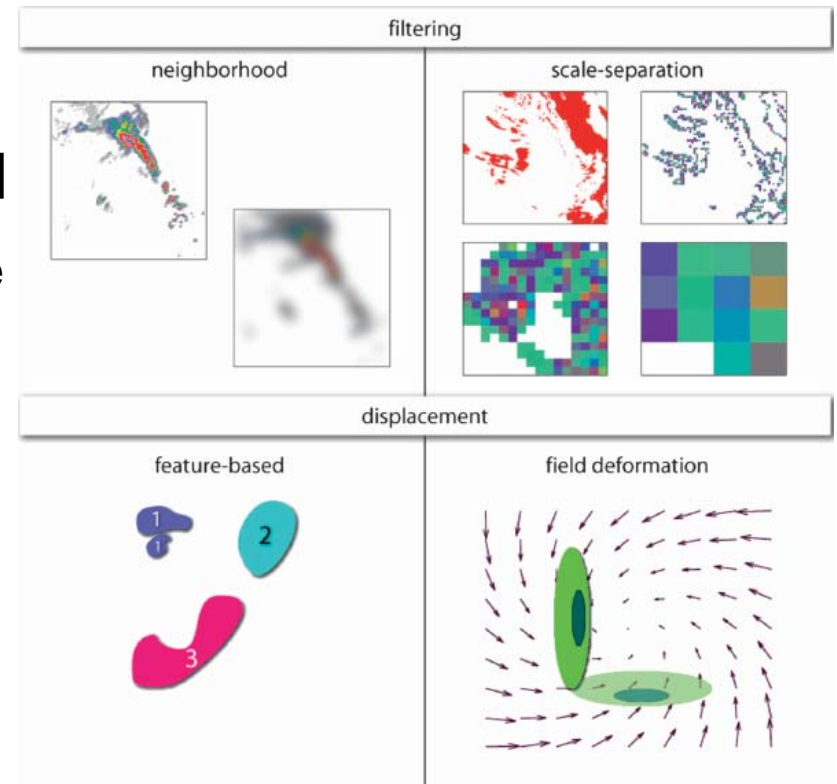 filtering
neighborhood
scale-separation
displacement
feature-based
field deformation
1
1
2
3